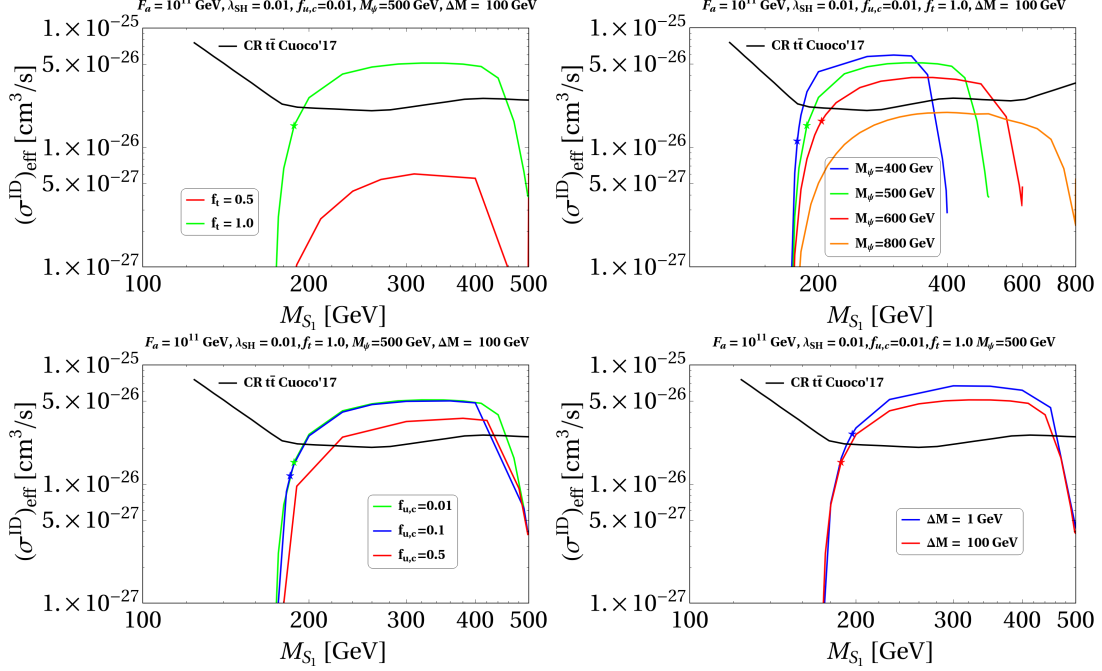 F_a = 10^11 GeV, λ_SH = 0.01, f_u,c=0.01, M_ψ=500 GeV, ΔM = 100 GeV
CR tt̄ Cuoco'17
(σ^ID)_eff [cm^3/s]
1. × 10^-25
5. × 10^-26
1. × 10^-26
5. × 10^-27
1. × 10^-27
f_t = 0.5
f_t = 1.0
100 200 300 400 500
M_S_1 [GeV]
F_a = 10^11 GeV, λ_SH = 0.01, f_u,c=0.01, f_t = 1.0, ΔM = 100 GeV
CR tt̄ Cuoco'17
(σ^ID)_eff [cm^3/s]
1. × 10^-25
5. × 10^-26
1. × 10^-26
5. × 10^-27
1. × 10^-27
M_ψ=400 Gev
M_ψ=500 GeV
M_ψ=600 GeV
M_ψ=800 GeV
200 400 600 800
M_S_1 [GeV]
F_a = 10^11 GeV, λ_SH = 0.01, f_t = 1.0, M_ψ=500 GeV, ΔM = 100 GeV
CR tt̄ Cuoco'17
(σ^ID)_eff [cm^3/s]
1. × 10^-25
5. × 10^-26
1. × 10^-26
5. × 10^-27
1. × 10^-27
f_u,c=0.01
f_u,c=0.1
f_u,c=0.5
100 200 300 400 500
M_S_1 [GeV]
F_a = 10^11 GeV, λ_SH = 0.01, f_u,c=0.01, f_t = 1.0 M_ψ=500 GeV
CR tt̄ Cuoco'17
(σ^ID)_eff [cm^3/s]
1. × 10^-25
5. × 10^-26
1. × 10^-26
5. × 10^-27
1. × 10^-27
ΔM = 1 GeV
ΔM = 100 GeV
100 200 300 400 500
M_S_1 [GeV]